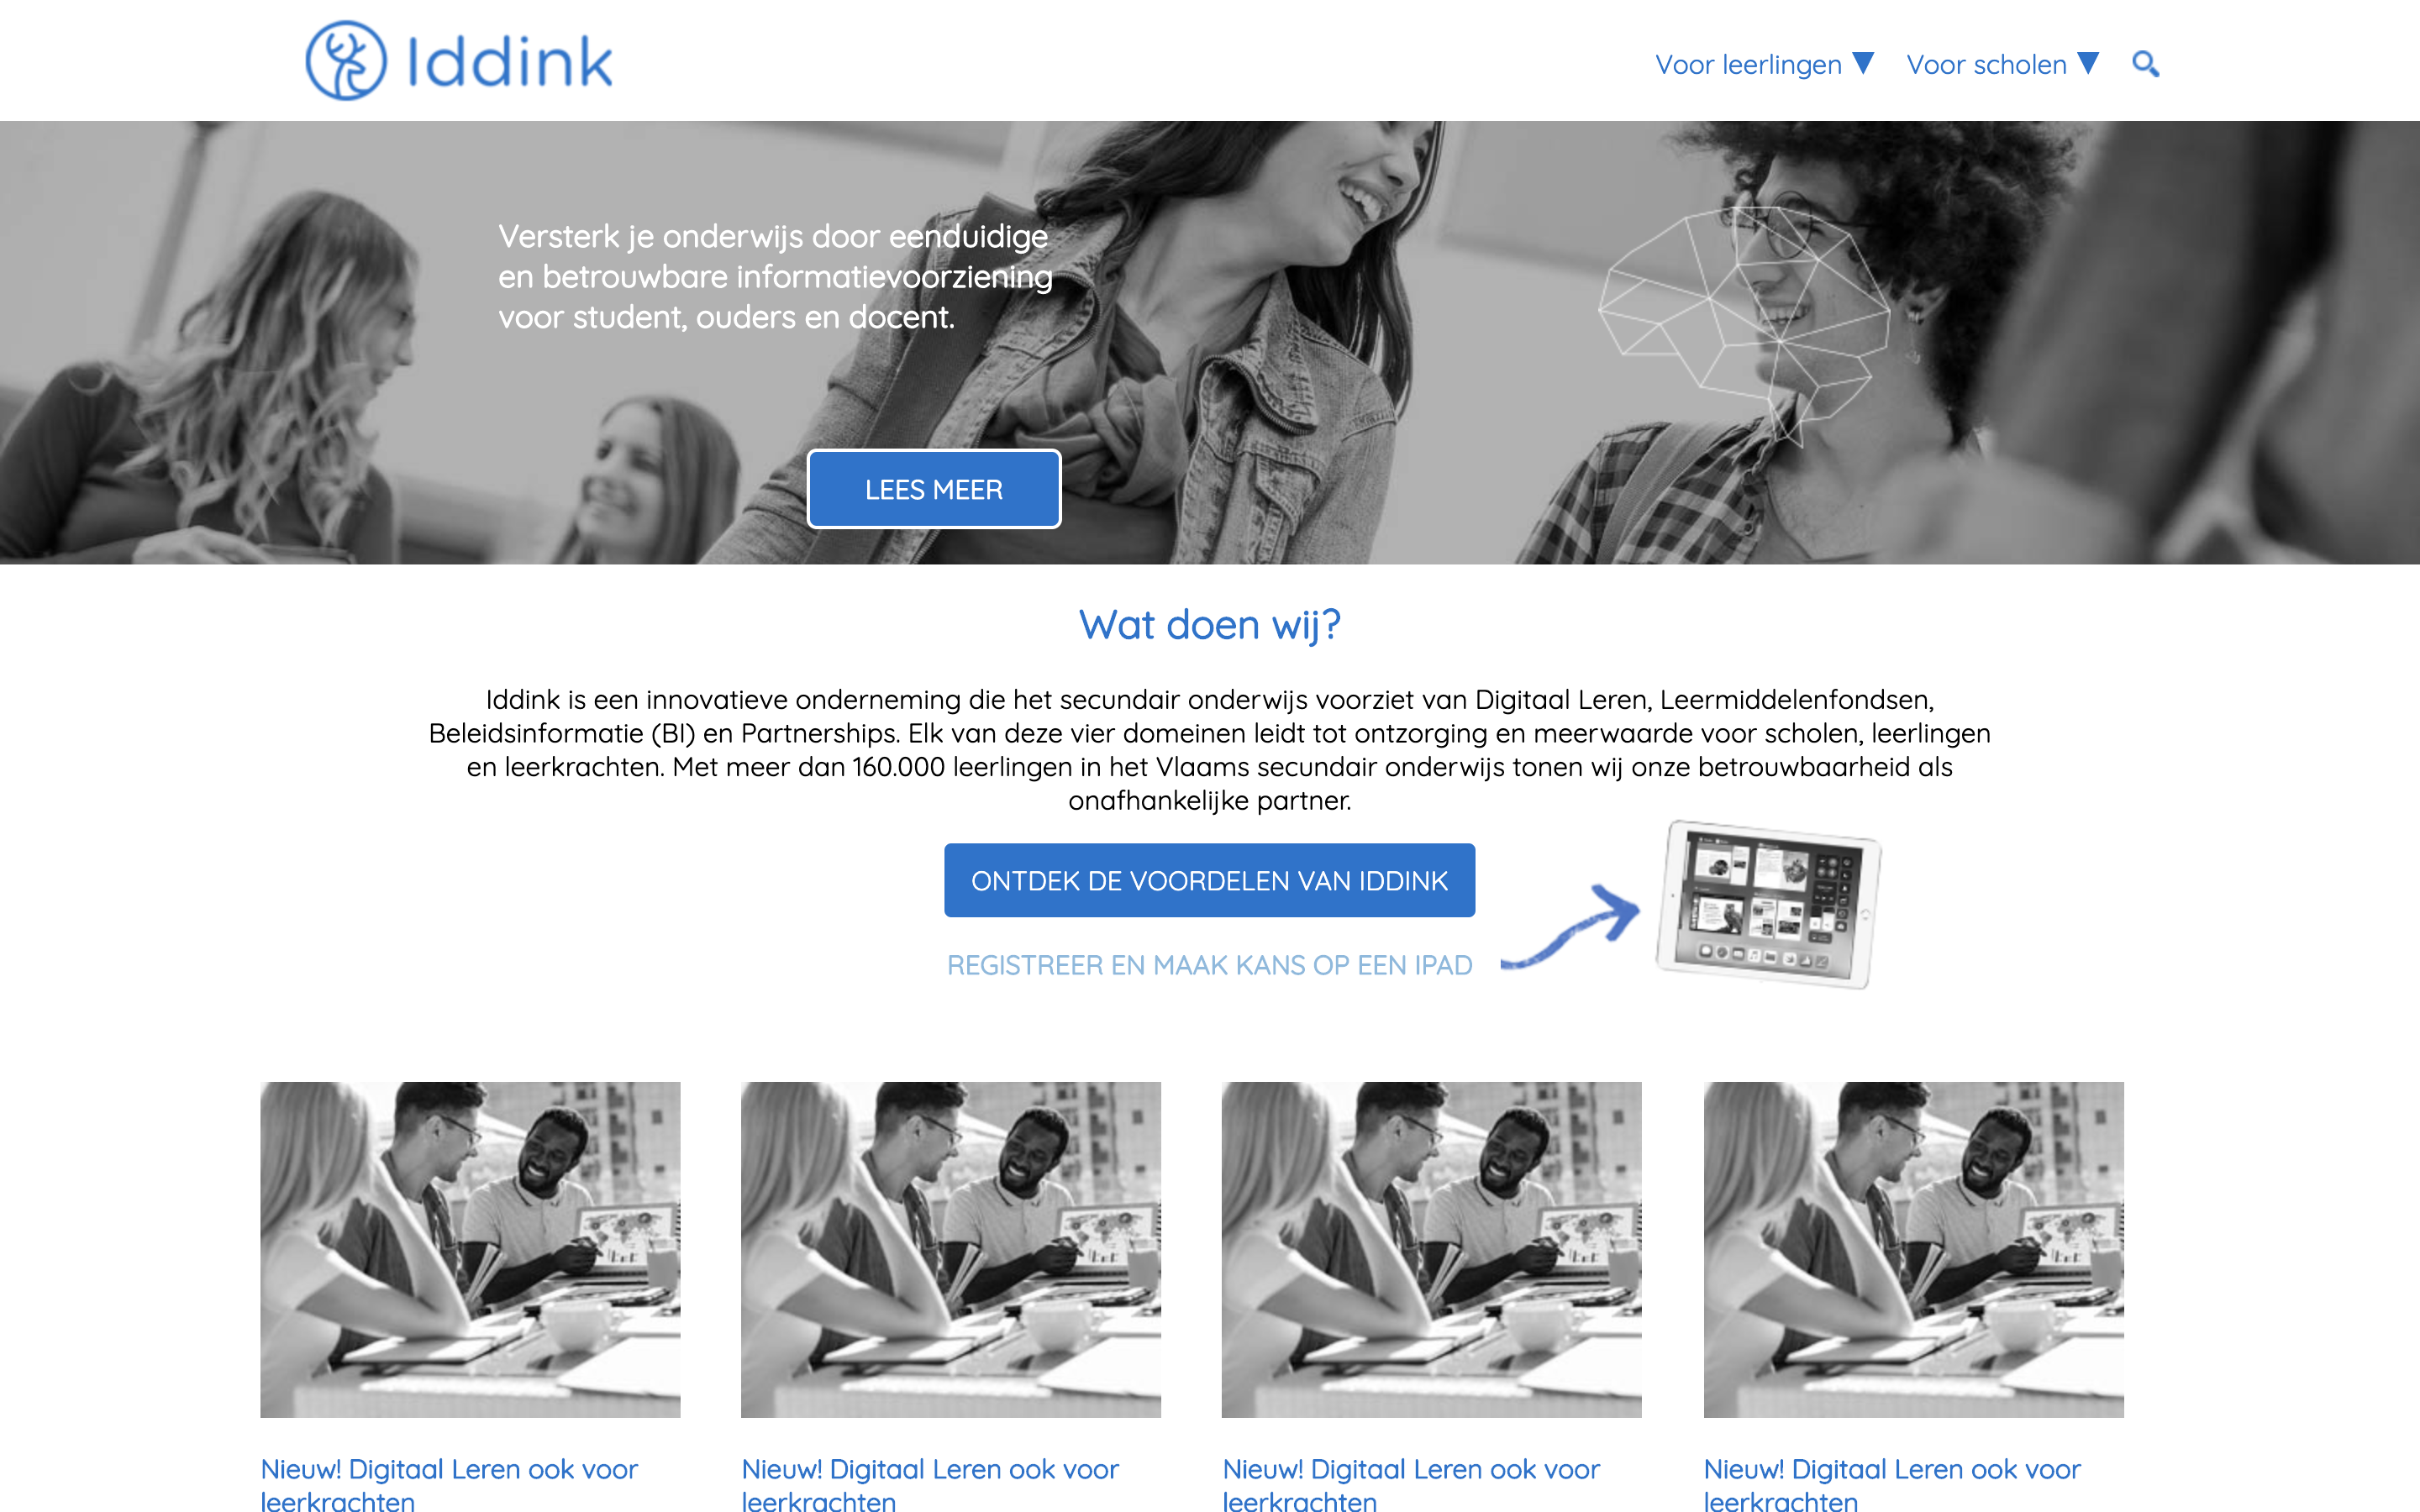 Iddink
Voor leerlingen ▼ Voor scholen ▼
Versterk je onderwijs door eenduidige
en betrouwbare informatievoorziening
voor student, ouders en docent.
LEES MEER
Wat doen wij?
Iddink is een innovatieve onderneming die het secundair onderwijs voorziet van Digitaal Leren, Leermiddelenfondsen,
Beleidsinformatie (BI) en Partnerships. Elk van deze vier domeinen leidt tot ontzorging en meerwaarde voor scholen, leerlingen
en leerkrachten. Met meer dan 160.000 leerlingen in het Vlaams secundair onderwijs tonen wij onze betrouwbaarheid als
onafhankelijke partner.
ONTDEK DE VOORDELEN VAN IDDINK
REGISTREER EN MAAK KANS OP EEN IPAD
Nieuw! Digitaal Leren ook voor
leerkrachten
Nieuw! Digitaal Leren ook voor
leerkrachten
Nieuw! Digitaal Leren ook voor
leerkrachten
Nieuw! Digitaal Leren ook voor
leerkrachten